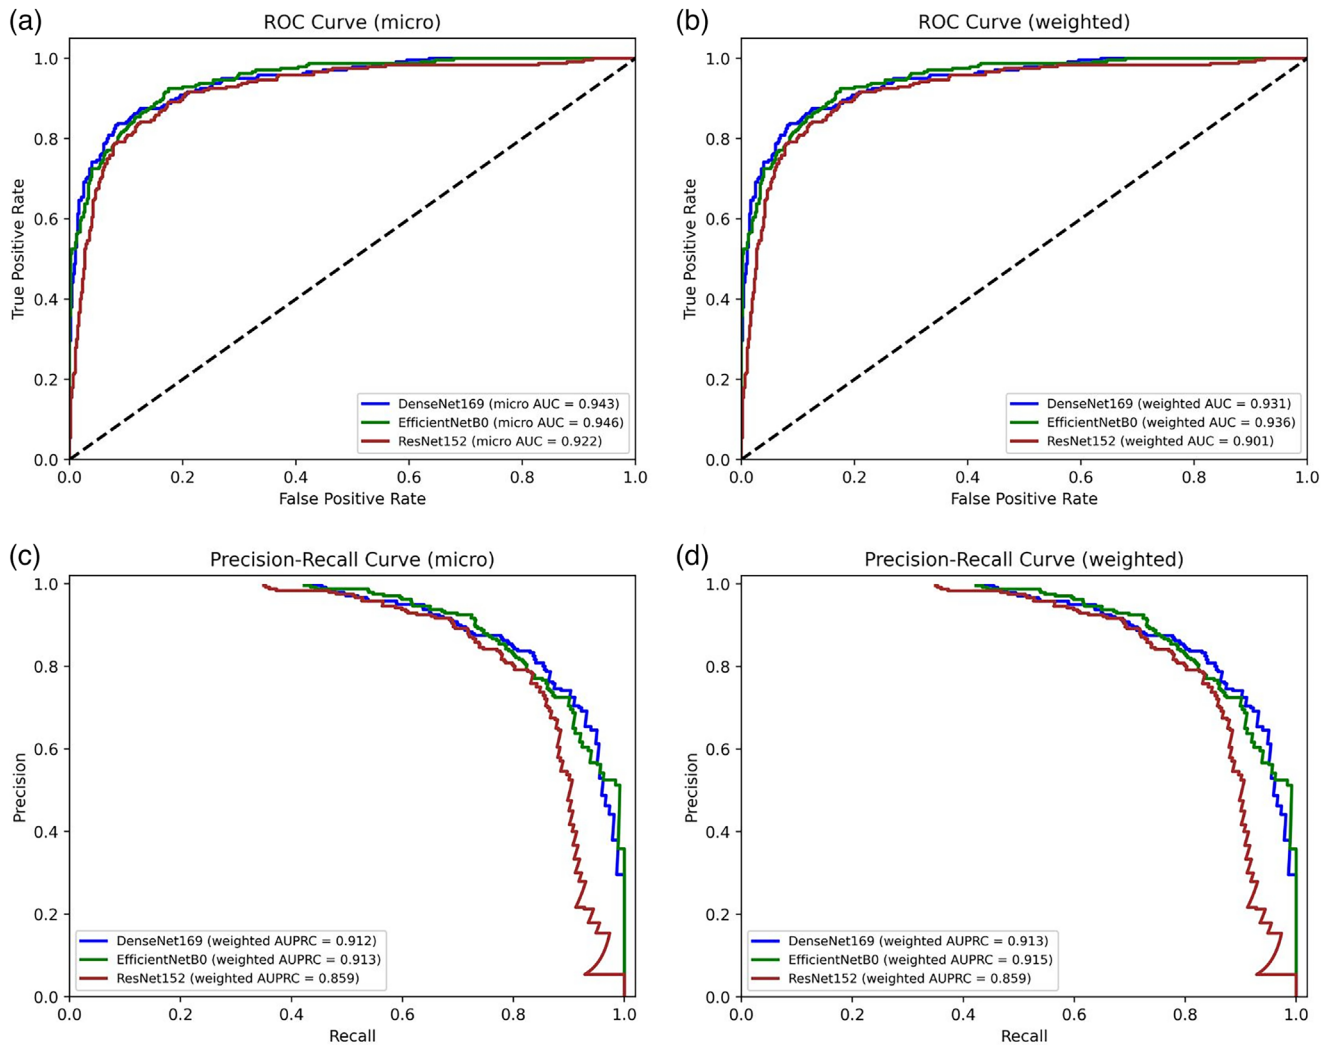 (a)
ROC Curve (micro)
1.0
0.8
0.6
0.4
0.2
0.0
True Positive Rate
DenseNet169 (micro AUC = 0.943)
EfficientNetB0 (micro AUC = 0.946)
ResNet152 (micro AUC = 0.922)
0.0 0.2 0.4 0.6 0.8 1.0
False Positive Rate
(b)
ROC Curve (weighted)
1.0
0.8
0.6
0.4
0.2
0.0
True Positive Rate
DenseNet169 (weighted AUC = 0.931)
EfficientNetB0 (weighted AUC = 0.936)
ResNet152 (weighted AUC = 0.901)
0.0 0.2 0.4 0.6 0.8 1.0
False Positive Rate
(c)
Precision-Recall Curve (micro)
1.0
0.8
0.6
0.4
0.2
0.0
Precision
DenseNet169 (weighted AUPRC = 0.912)
EfficientNetB0 (weighted AUPRC = 0.913)
ResNet152 (weighted AUPRC = 0.859)
0.0 0.2 0.4 0.6 0.8 1.0
Recall
(d)
Precision-Recall Curve (weighted)
1.0
0.8
0.6
0.4
0.2
0.0
Precision
DenseNet169 (weighted AUPRC = 0.913)
EfficientNetB0 (weighted AUPRC = 0.915)
ResNet152 (weighted AUPRC = 0.859)
0.0 0.2 0.4 0.6 0.8 1.0
Recall